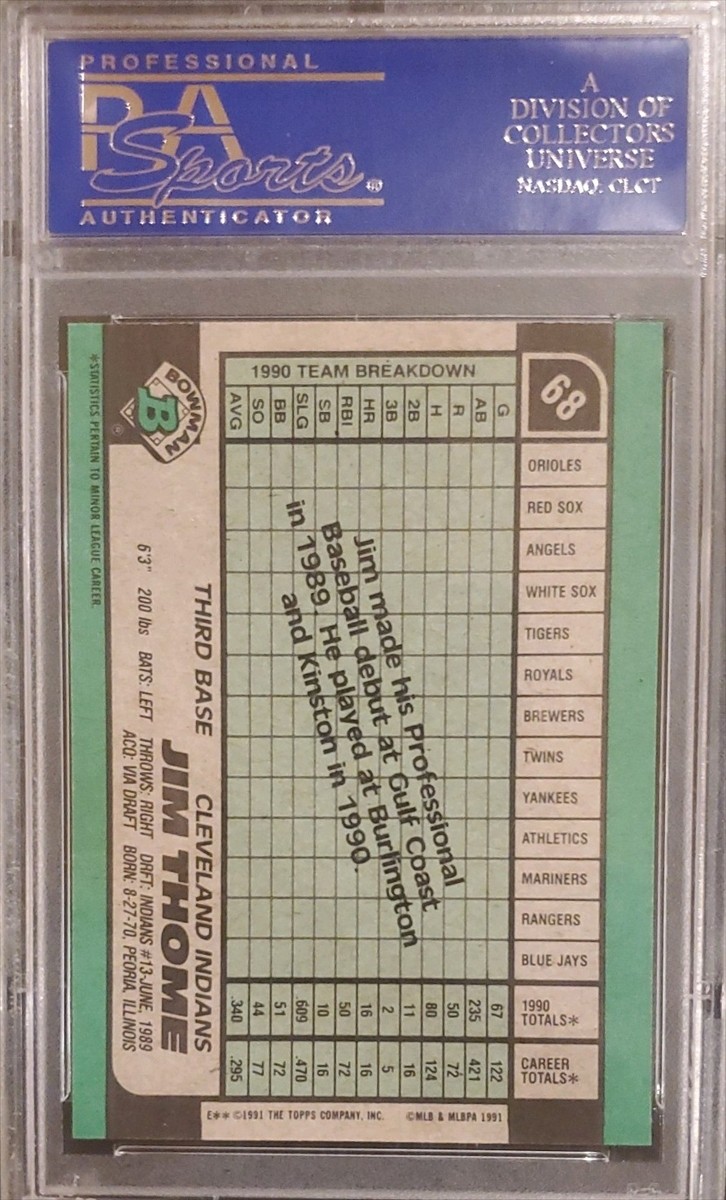 PROFESSIONAL
PSA
Sports®
AUTHENTICATOR
A
DIVISION OF
COLLECTORS
UNIVERSE
NASDAQ: CLCT
68
BOWMAN
B
®
JIM THOME
THIRD BASE CLEVELAND INDIANS
6'3" 200 lbs BATS: LEFT THROWS: RIGHT DRFT: INDIANS #13-JUNE, 1989
ACQ: VIA DRAFT BORN: 8-27-70, PEORIA, ILLINOIS
1990 TEAM BREAKDOWN
G AB R H 2B 3B HR RBI SB SLG BB SO AVG
ORIOLES
RED SOX
ANGELS
WHITE SOX
TIGERS
ROYALS
BREWERS
TWINS
YANKEES
ATHLETICS
MARINERS
RANGERS
BLUE JAYS
1990 TOTALS* 67 235 50 80 11 2 16 50 10 .609 51 44 .340
CAREER TOTALS* 122 421 72 124 16 5 16 72 16 .470 72 77 .295
Jim made his Professional
Baseball debut at Gulf Coast
in 1989. He played at Burlington
and Kinston in 1990.
*STATISTICS PERTAIN TO MINOR LEAGUE CAREER.
E** ©1991 THE TOPPS COMPANY, INC. ©MLB & MLBPA 1991